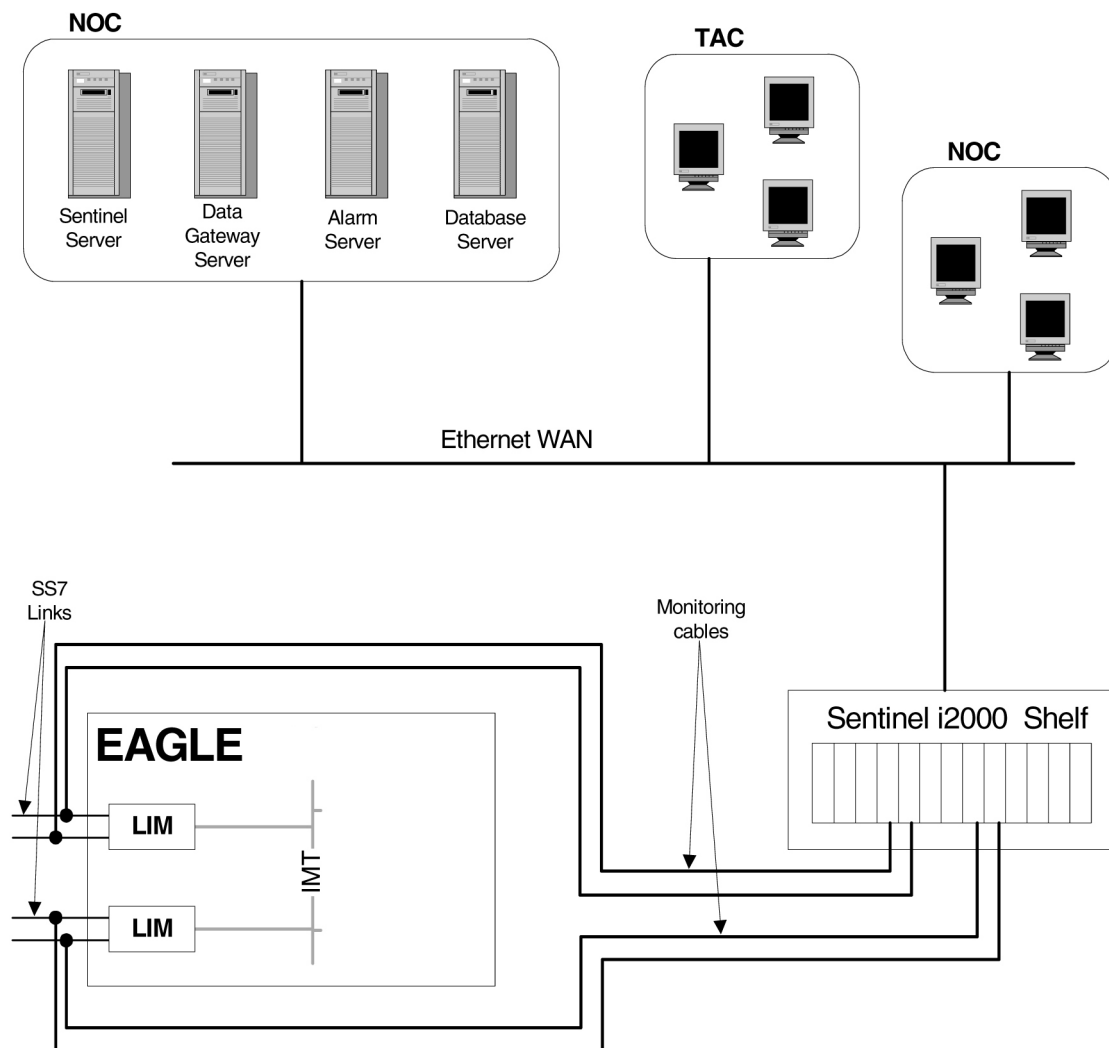 NOC
TAC
NOC
Sentinel
Server
Data
Gateway
Server
Alarm
Server
Database
Server
Ethernet WAN
SS7
Links
Monitoring
cables
Sentinel i2000 Shelf
EAGLE
LIM
IMT
LIM